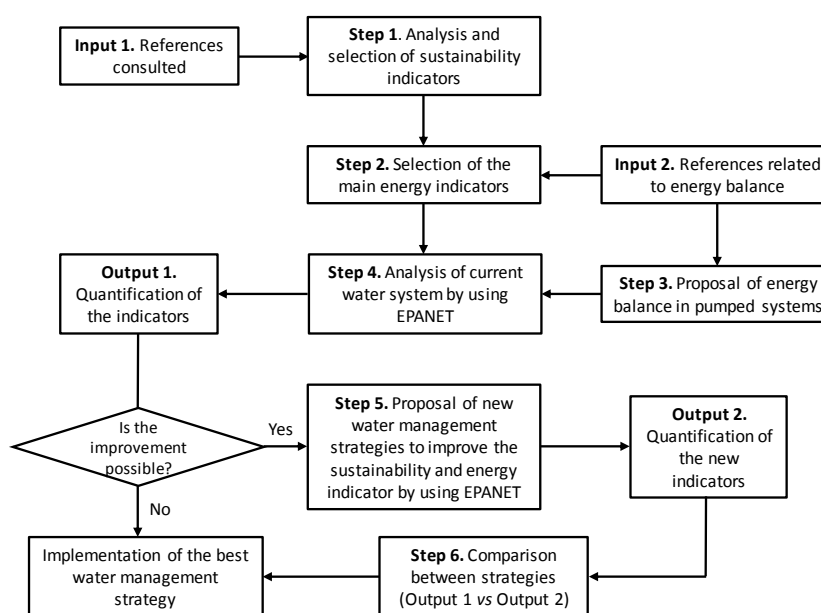 Input 1. References
consulted
Step 1. Analysis and
selection of sustainability
indicators
Step 2. Selection of the
main energy indicators
Input 2. References related
to energy balance
Output 1.
Quantification of
the indicators
Step 4. Analysis of current
water system by using
EPANET
Step 3. Proposal of energy
balance in pumped systems
Is the
improvement
possible?
Yes
No
Step 5. Proposal of new
water management
strategies to improve the
sustainability and energy
indicator by using EPANET
Output 2.
Quantification of
the new
indicators
Implementation of the best
water management
strategy
Step 6. Comparison
between strategies
(Output 1 vs Output 2)